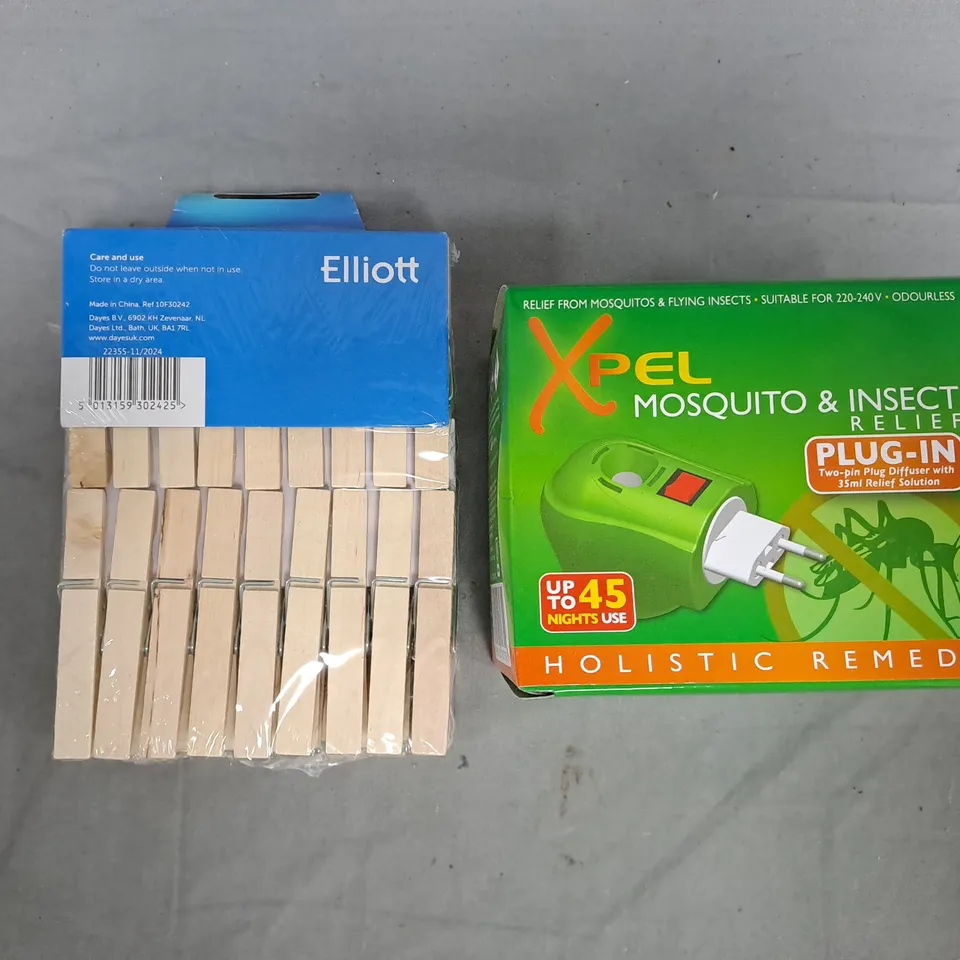 Care and use
Do not leave outside when not in use.
Store in a dry area.
Elliott
Made in China. Ref 10F30242.
Dayes B.V., 6902 KH Zevenaar, NL
Dayes Ltd., Bath, UK, BA1 7RL
www.dayesuk.com
22355-11/2024
5 013159 302425>
RELIEF FROM MOSQUITOS & FLYING INSECTS • SUITABLE FOR 220-240V • ODOURLESS
XPEL
MOSQUITO & INSECT
RELIEF
PLUG-IN
Two-pin Plug Diffuser with
35ml Relief Solution
UP TO 45
NIGHTS USE
HOLISTIC REMED